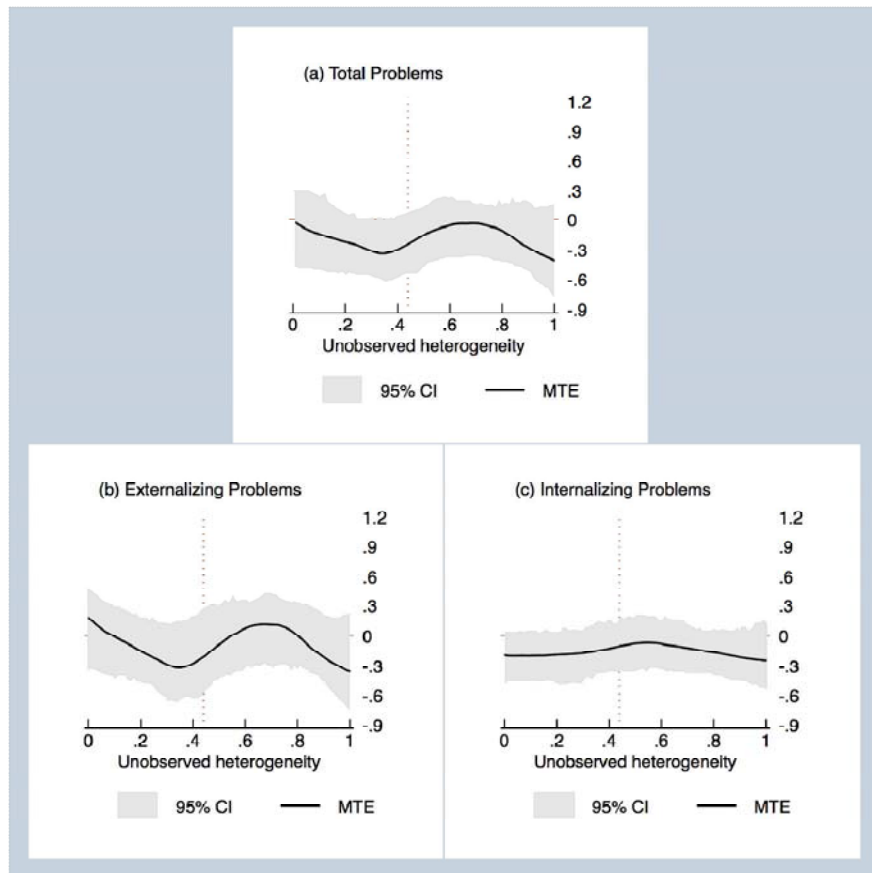 (a) Total Problems
1.2
.9
.6
.3
0
-.3
-.6
-.9
0 .2 .4 .6 .8 1
Unobserved heterogeneity
95% CI MTE
(b) Externalizing Problems
1.2
.9
.6
.3
0
-.3
-.6
-.9
0 .2 .4 .6 .8 1
Unobserved heterogeneity
95% CI MTE
(c) Internalizing Problems
1.2
.9
.6
.3
0
-.3
-.6
-.9
0 .2 .4 .6 .8 1
Unobserved heterogeneity
95% CI MTE